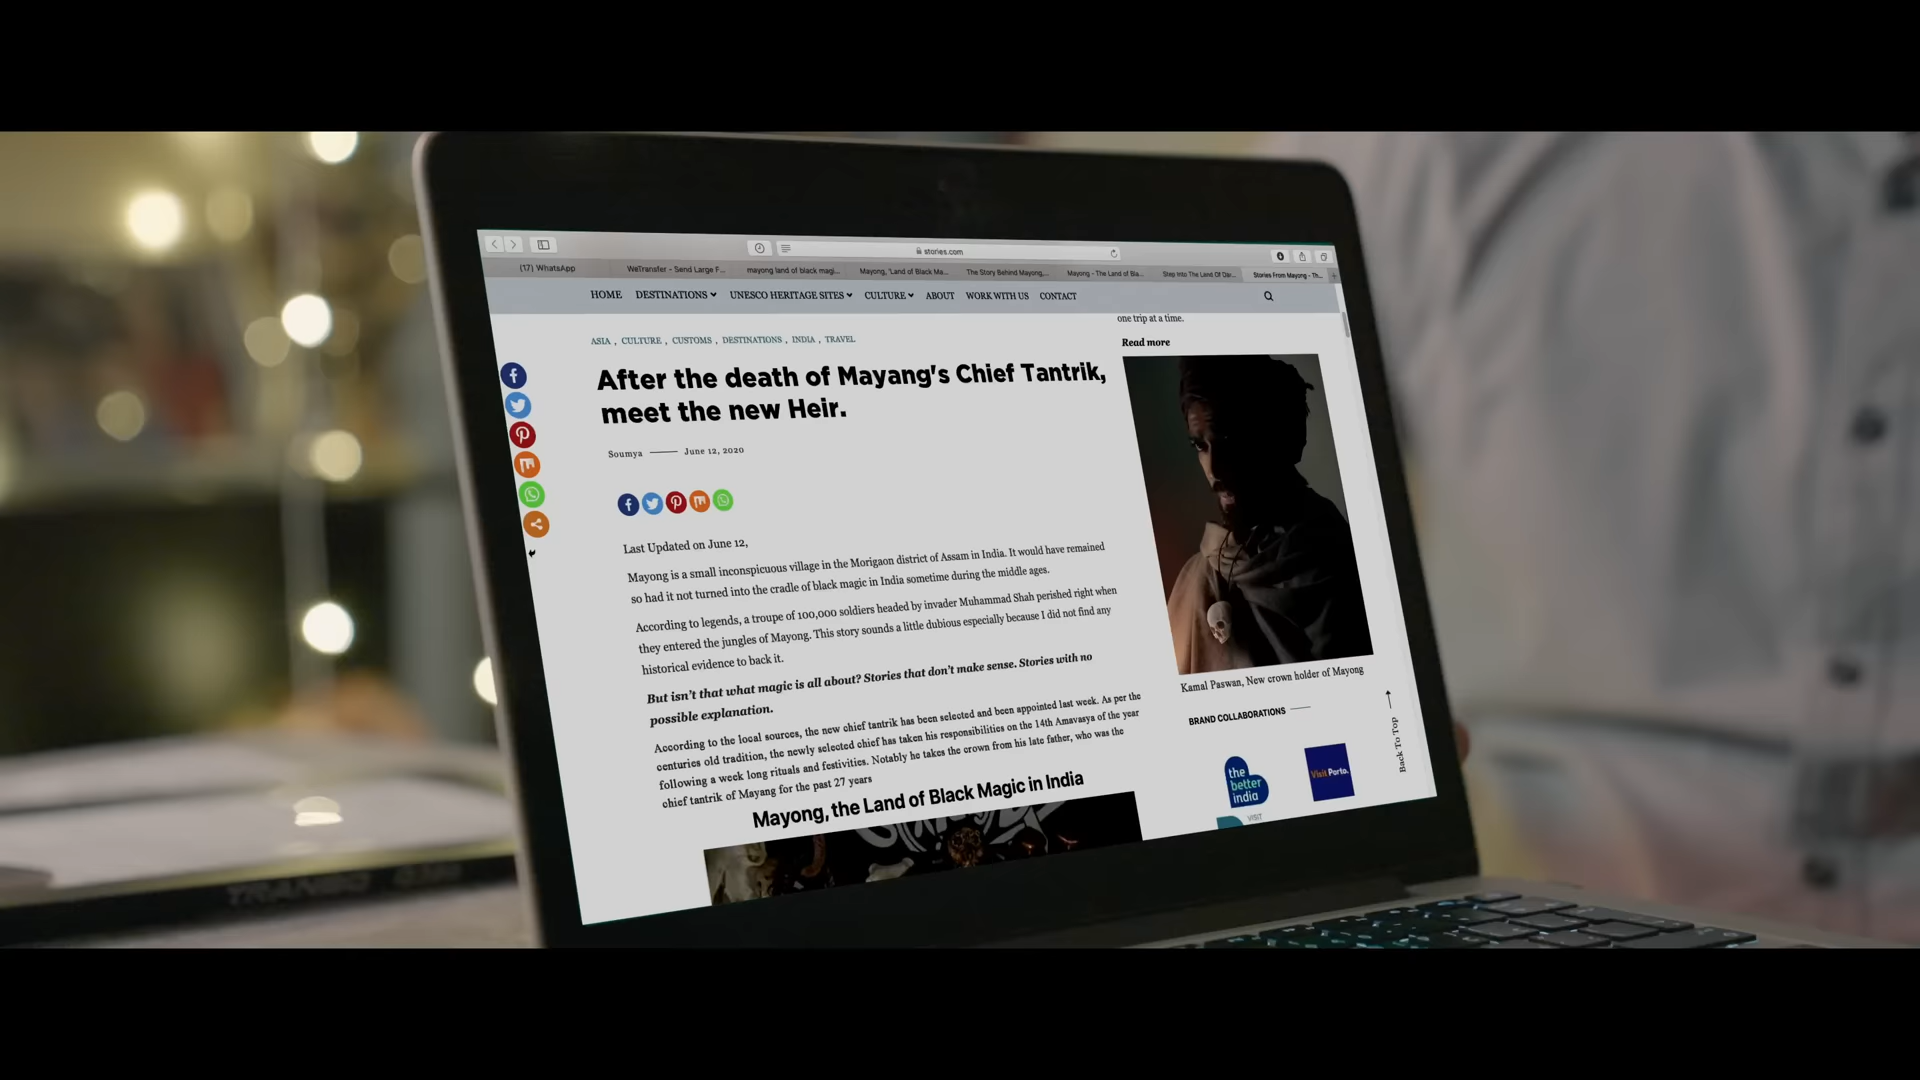 stories.com
(17) WhatsApp
WeTransfer - Send Large F...
mayong land of black magi...
Mayong, 'Land of Black Ma...
The Story Behind Mayong,...
Mayong - The Land of Bla...
Step Into The Land Of Dar...
Stories From Mayong - Th...
HOME DESTINATIONS UNESCO HERITAGE SITES CULTURE ABOUT WORK WITH US CONTACT
ASIA , CULTURE , CUSTOMS , DESTINATIONS , INDIA , TRAVEL
After the death of Mayang's Chief Tantrik,
meet the new Heir.
Soumya — June 12, 2020
Last Updated on June 12,
Mayong is a small inconspicuous village in the Morigaon district of Assam in India. It would have remained
so had it not turned into the cradle of black magic in India sometime during the middle ages.
According to legends, a troupe of 100,000 soldiers headed by invader Muhammad Shah perished right when
they entered the jungles of Mayong. This story sounds a little dubious especially because I did not find any
historical evidence to back it.
But isn't that what magic is all about? Stories that don't make sense. Stories with no
possible explanation.
According to the local sources, the new chief tantrik has been selected and been appointed last week. As per the
centuries old tradition, the newly selected chief has taken his responsibilities on the 14th Amavasya of the year
following a week long rituals and festivities. Notably he takes the crown from his late father, who was the
chief tantrik of Mayang for the past 27 years
Mayong, the Land of Black Magic in India
one trip at a time.
Read more
Kamal Paswan, New crown holder of Mayong
BRAND COLLABORATIONS
the
better
india
Visit Porto.
VISIT
Back To Top